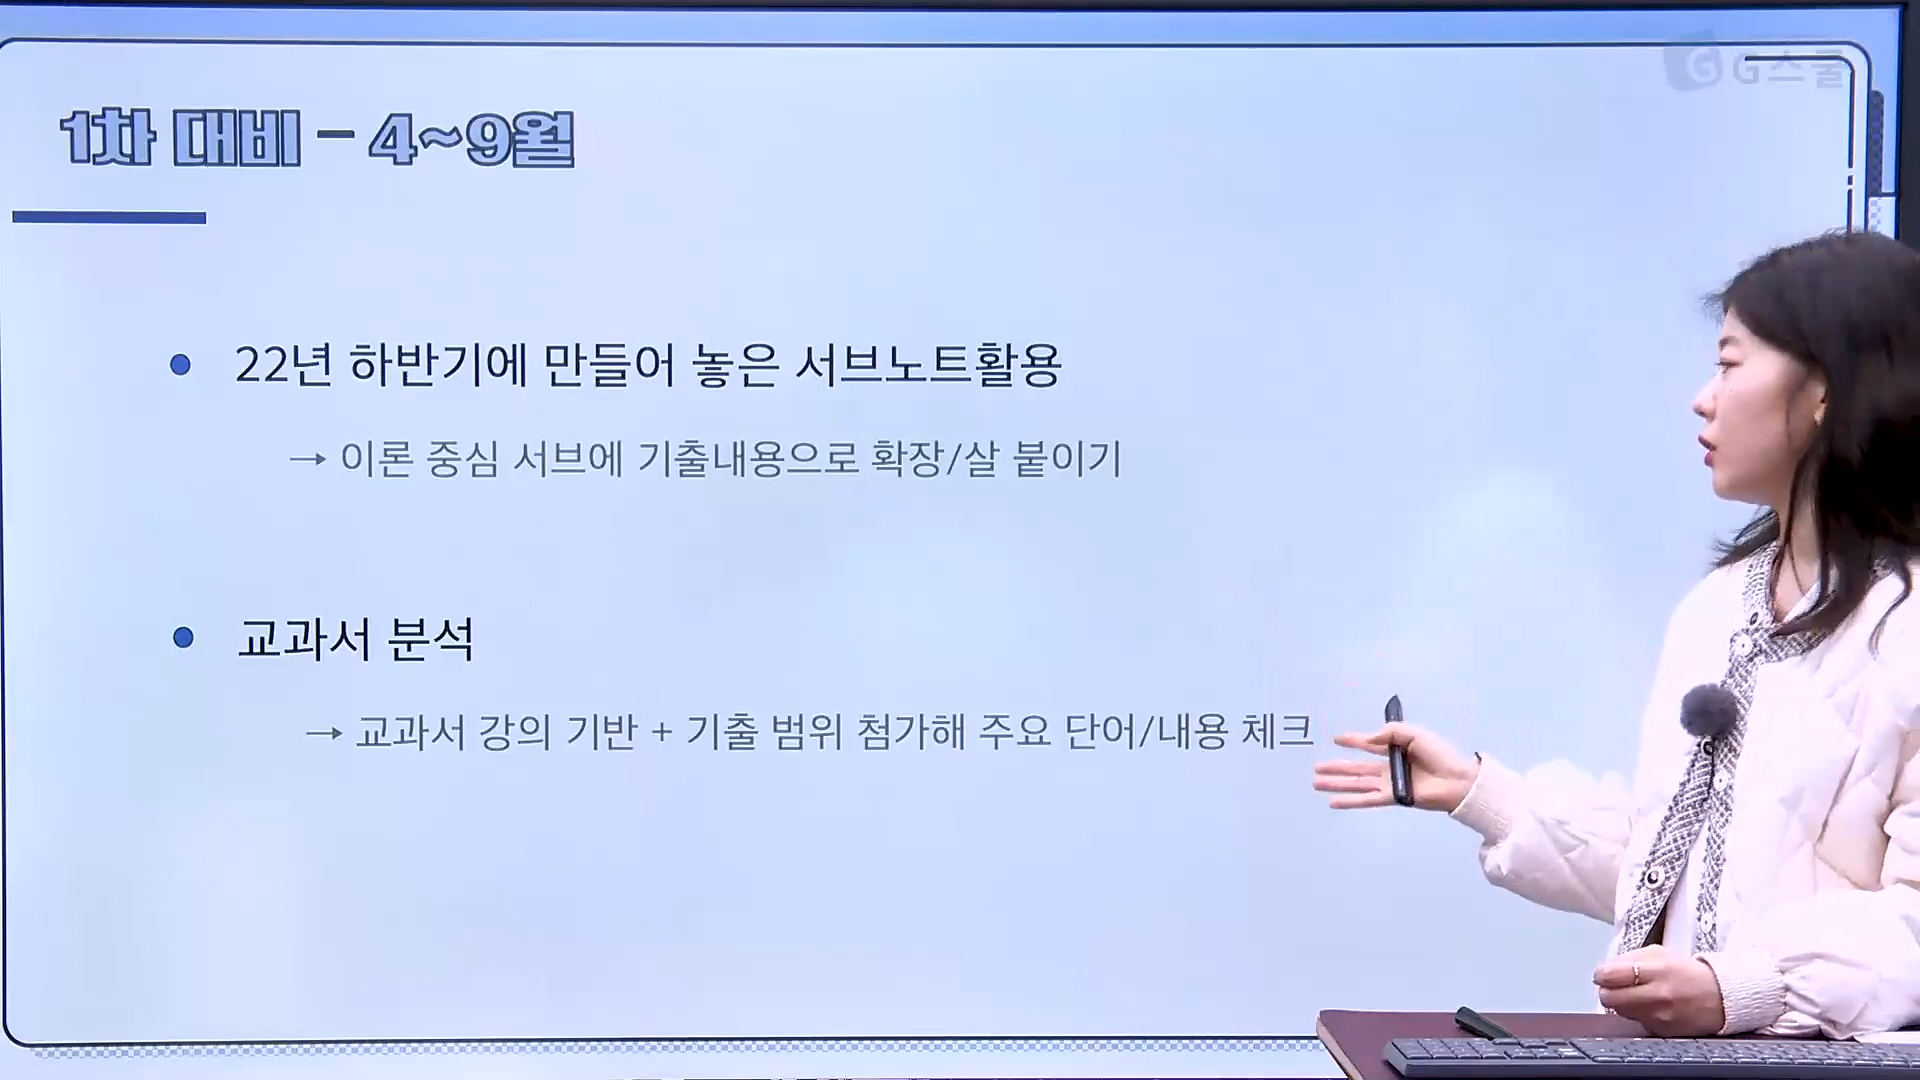 G스쿨
1차 대비 - 4~9월
22년 하반기에 만들어 놓은 서브노트활용
→ 이론 중심 서브에 기출내용으로 확장/살 붙이기
교과서 분석
→ 교과서 강의 기반 + 기출 범위 첨가해 주요 단어/내용 체크